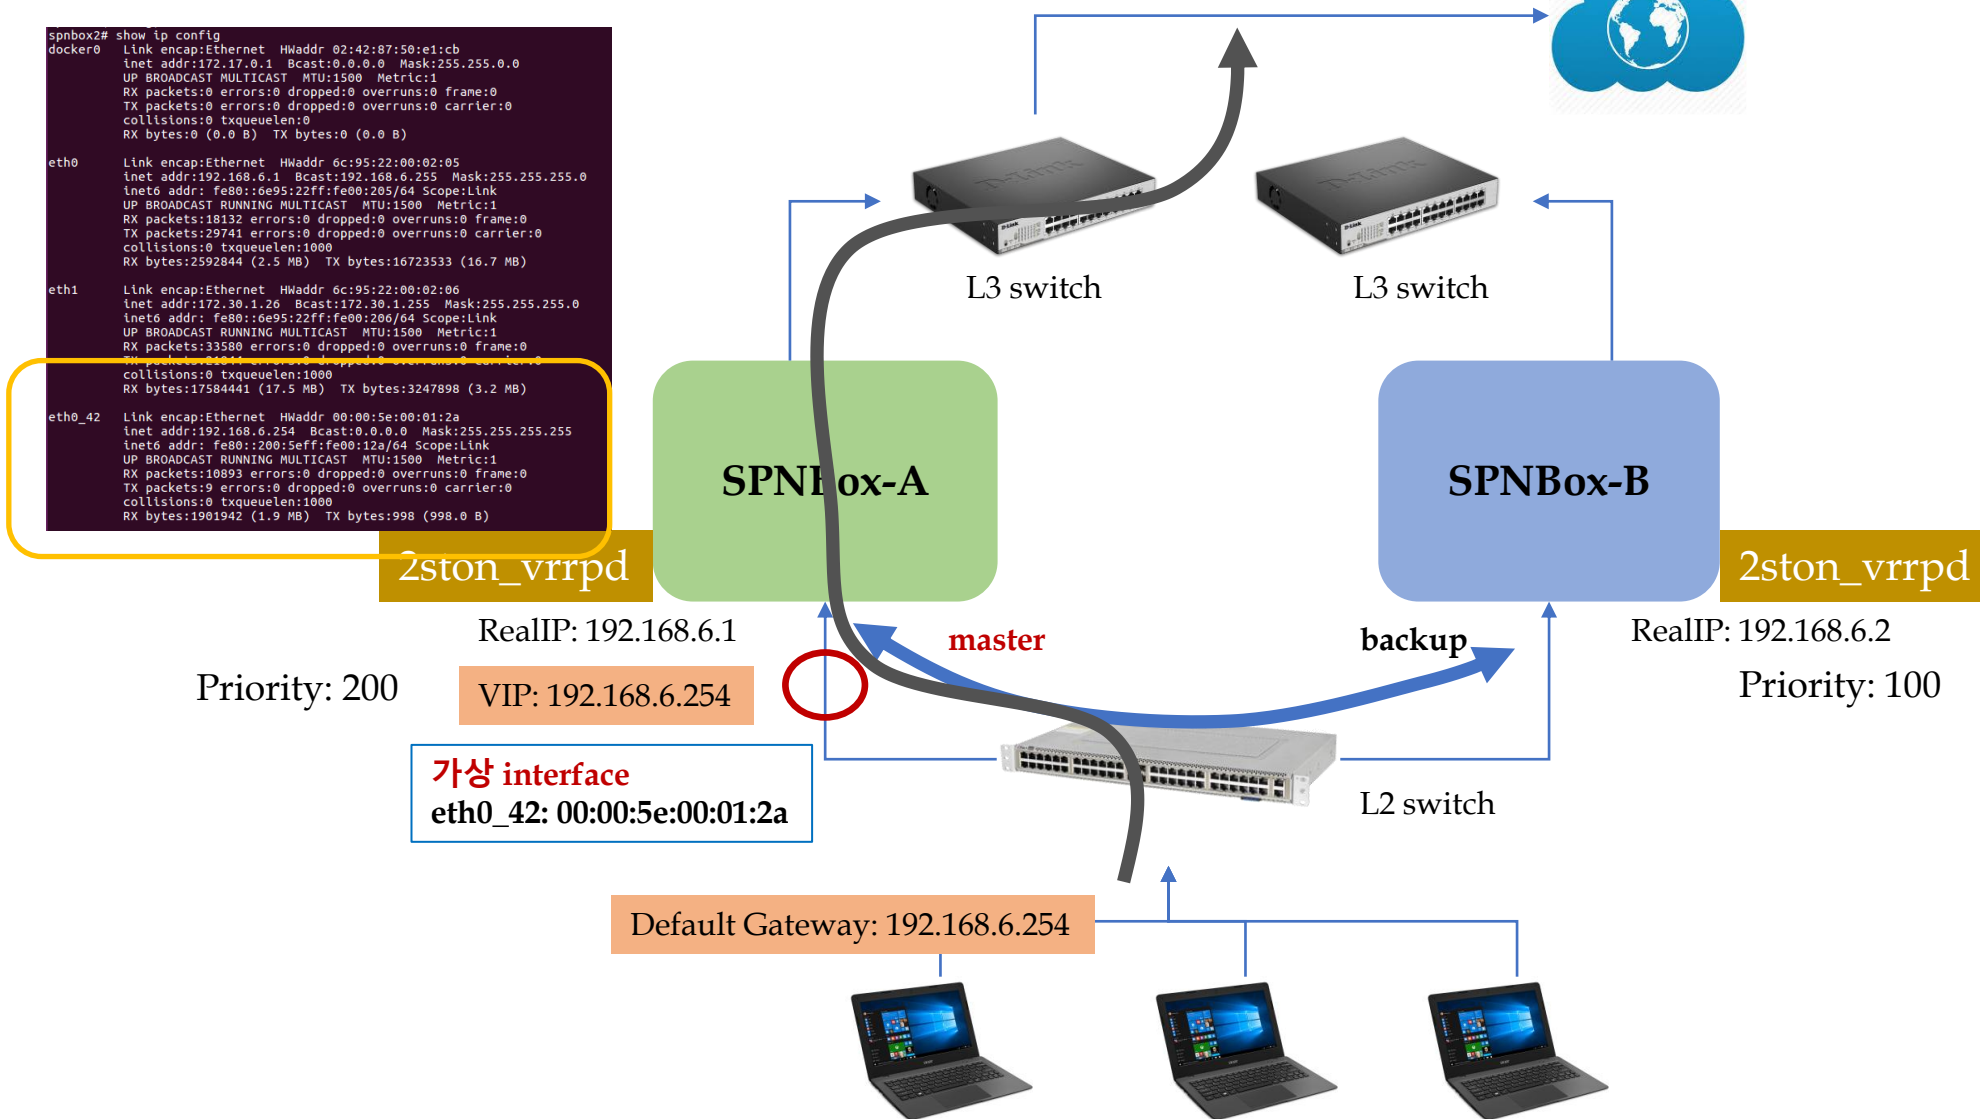 spnbox2# show ip config
docker0 Link encap:Ethernet HWaddr 02:42:87:50:e1:cb
inet addr:172.17.0.1 Bcast:0.0.0.0 Mask:255.255.0.0
UP BROADCAST MULTICAST MTU:1500 Metric:1
RX packets:0 errors:0 dropped:0 overruns:0 frame:0
TX packets:0 errors:0 dropped:0 overruns:0 carrier:0
collisions:0 txqueuelen:0
RX bytes:0 (0.0 B) TX bytes:0 (0.0 B)
eth0 Link encap:Ethernet HWaddr 6c:95:22:00:02:05
inet addr:192.168.6.1 Bcast:192.168.6.255 Mask:255.255.255.0
inet6 addr: fe80::6e95:22ff:fe00:205/64 Scope:Link
UP BROADCAST RUNNING MULTICAST MTU:1500 Metric:1
RX packets:18132 errors:0 dropped:0 overruns:0 frame:0
TX packets:29741 errors:0 dropped:0 overruns:0 carrier:0
collisions:0 txqueuelen:1000
RX bytes:2592844 (2.5 MB) TX bytes:16723533 (16.7 MB)
eth1 Link encap:Ethernet HWaddr 6c:95:22:00:02:06
inet addr:172.30.1.26 Bcast:172.30.1.255 Mask:255.255.255.0
inet6 addr: fe80::6e95:22ff:fe00:206/64 Scope:Link
UP BROADCAST RUNNING MULTICAST MTU:1500 Metric:1
RX packets:33580 errors:0 dropped:0 overruns:0 frame:0
TX errors:0 dropped:0 overruns:0 carrier:0
collisions:0 txqueuelen:1000
RX bytes:17584441 (17.5 MB) TX bytes:3247898 (3.2 MB)
eth0_42 Link encap:Ethernet HWaddr 00:00:5e:00:01:2a
inet addr:192.168.6.254 Bcast:0.0.0.0 Mask:255.255.255.255
inet6 addr: fe80::200:5eff:fe00:12a/64 Scope:Link
UP BROADCAST RUNNING MULTICAST MTU:1500 Metric:1
RX packets:10893 errors:0 dropped:0 overruns:0 frame:0
TX packets:9 errors:0 dropped:0 overruns:0 carrier:0
collisions:0 txqueuelen:1000
RX bytes:1901942 (1.9 MB) TX bytes:998 (998.0 B)
D-Link
D-Link
L3 switch
L3 switch
SPNBox-A
SPNBox-B
2ston_vrrpd
2ston_vrrpd
RealIP: 192.168.6.1
master
backup
RealIP: 192.168.6.2
Priority: 200
VIP: 192.168.6.254
Priority: 100
가상 interface
eth0_42: 00:00:5e:00:01:2a
L2 switch
Default Gateway: 192.168.6.254